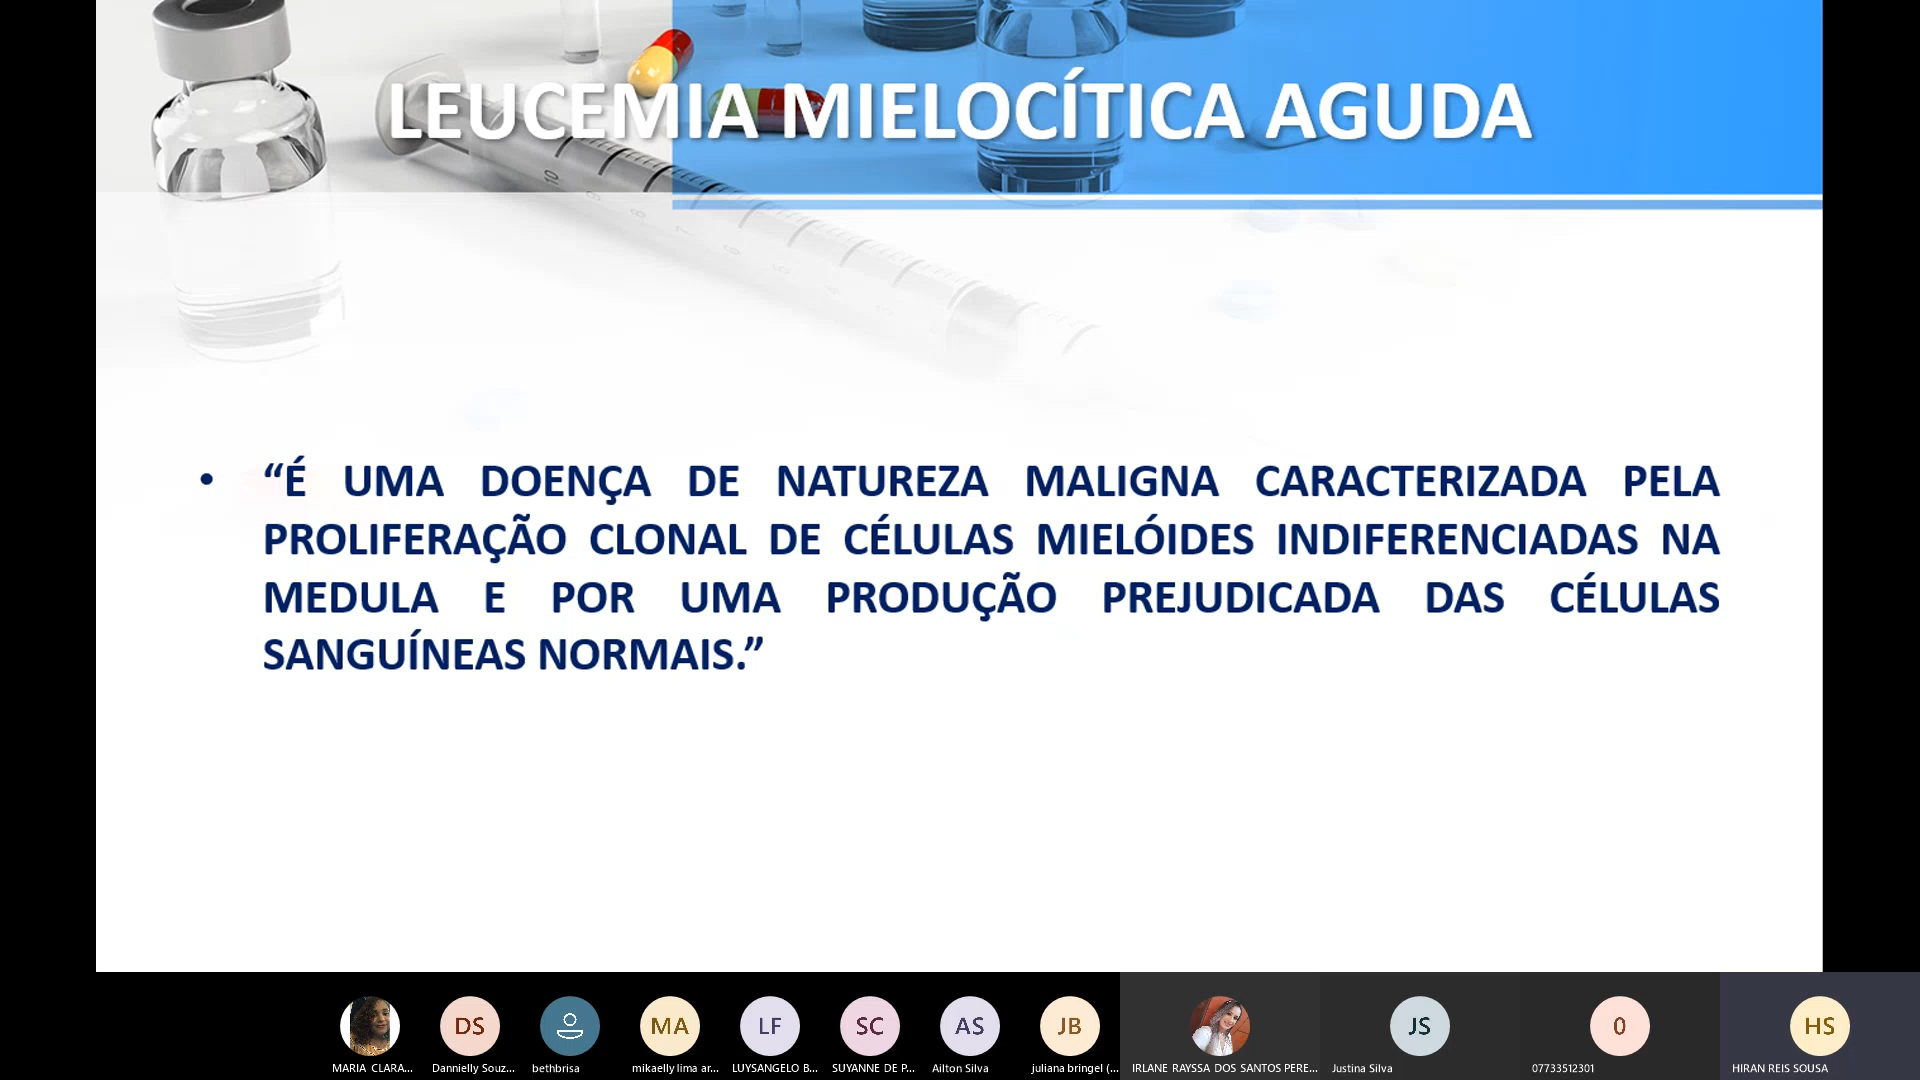 LEUCEMIA MIELOCÍTICA AGUDA
10
• “É UMA DOENÇA DE NATUREZA MALIGNA CARACTERIZADA PELA
PROLIFERAÇÃO CLONAL DE CÉLULAS MIELÓIDES INDIFERENCIADAS NA
MEDULA E POR UMA PRODUÇÃO PREJUDICADA DAS CÉLULAS
SANGUÍNEAS NORMAIS.”
DS MA LF SC AS JB JS 0 HS
MARIA CLARA... Dannielly Souz... bethbrisa mikaelly lima ar... LUYSANGELO B... SUYANNE DE P... Ailton Silva juliana bringel (... IRLANE RAYSSA DOS SANTOS PERE... Justina Silva 07733512301 HIRAN REIS SOUSA